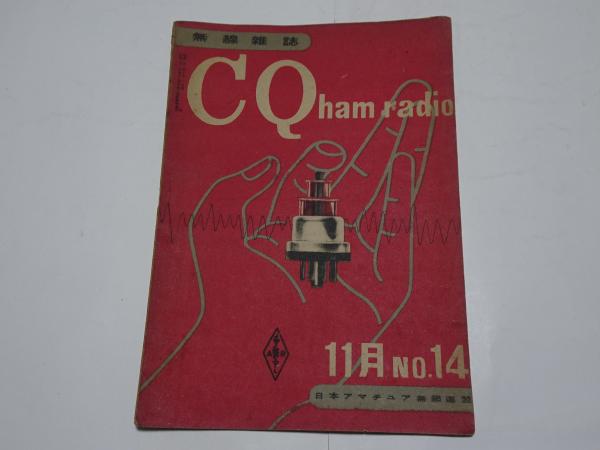 無線雑誌
CQ
ham radio
11月 NO.14
日本アマチュア無線連盟